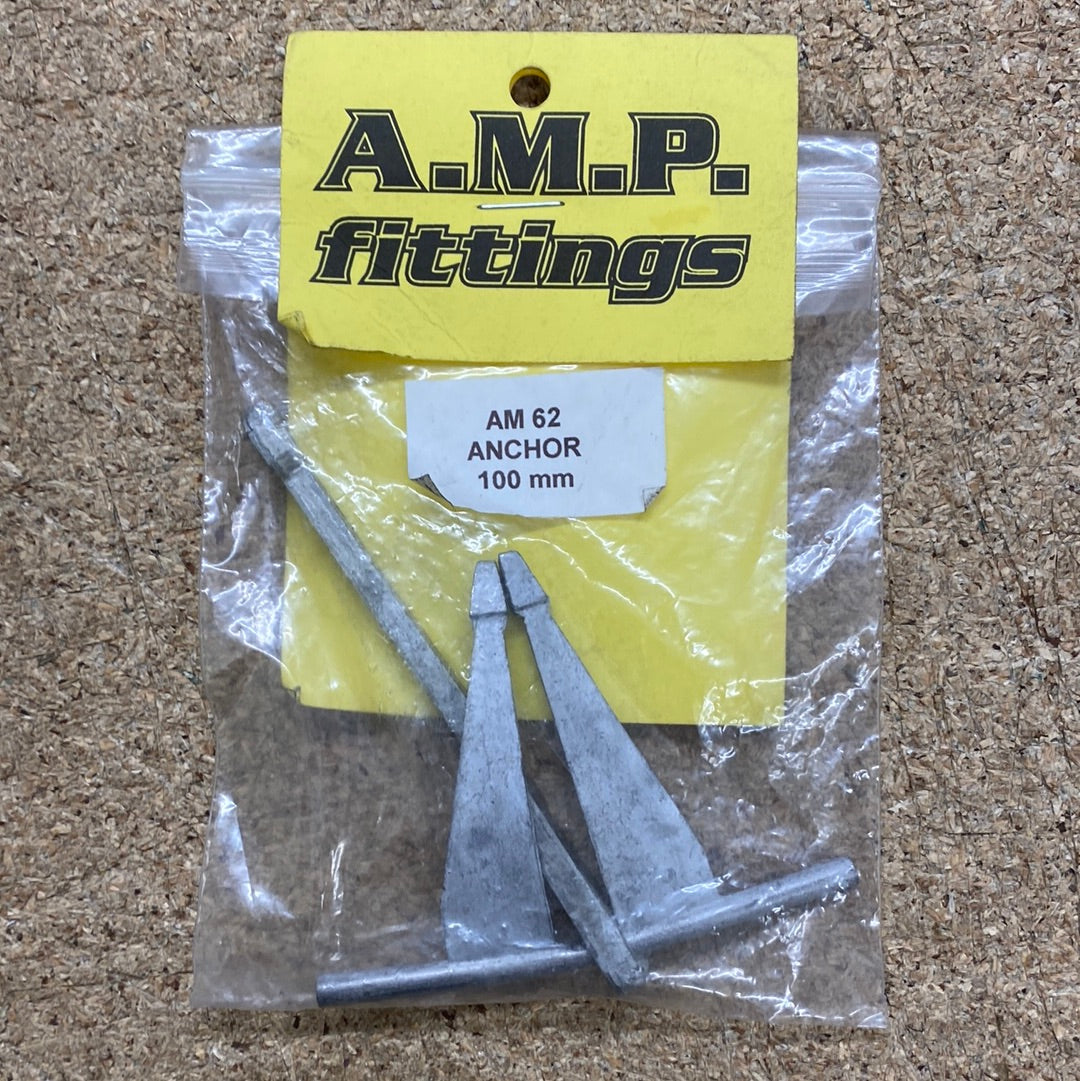 A.M.P.
fittings
AM 62
ANCHOR
100 mm